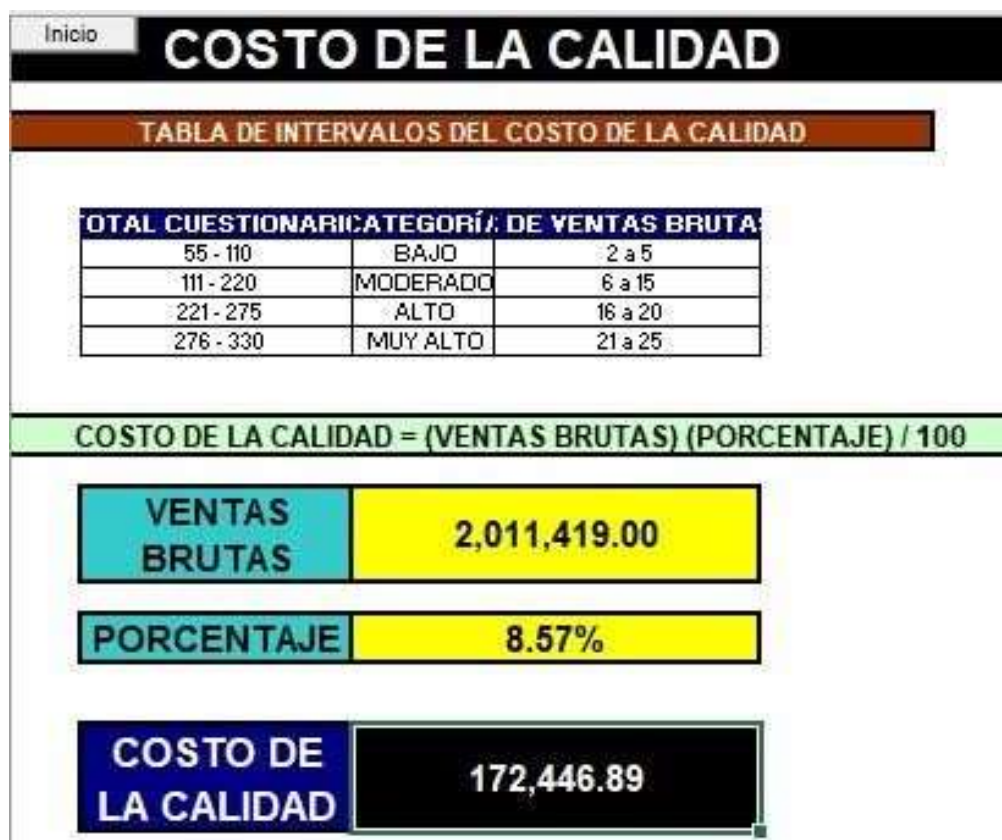 Inicio
COSTO DE LA CALIDAD
TABLA DE INTERVALOS DEL COSTO DE LA CALIDAD
OTAL CUESTIONARI CATEGORÍA DE VENTAS BRUTAS
55 - 110 BAJO 2 a 5
111 - 220 MODERADO 6 a 15
221 - 275 ALTO 16 a 20
276 - 330 MUY ALTO 21 a 25
COSTO DE LA CALIDAD = (VENTAS BRUTAS) (PORCENTAJE) / 100
VENTAS
BRUTAS
2,011,419.00
PORCENTAJE 8.57%
COSTO DE
LA CALIDAD
172,446.89